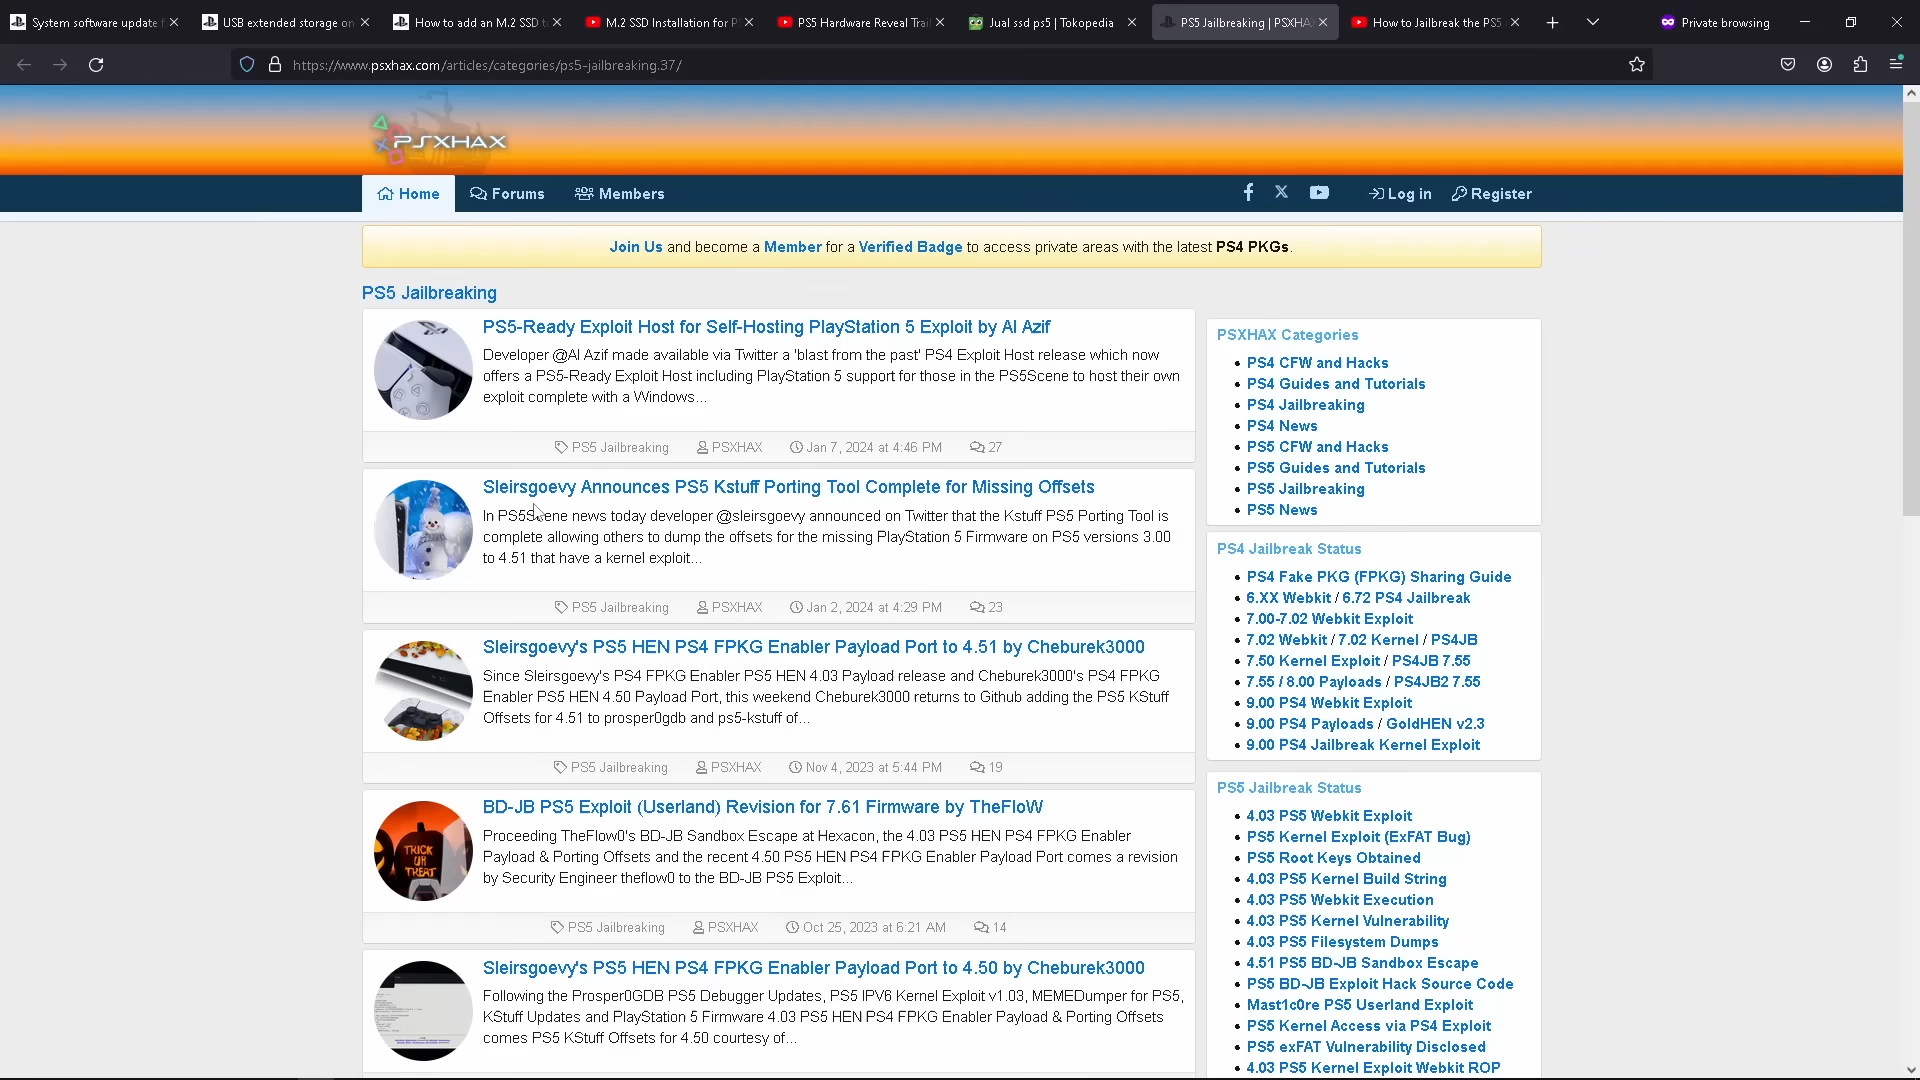 System software update f
USB extended storage on
How to add an M.2 SSD t
M.2 SSD Installation for P
PS5 Hardware Reveal Trail
Jual ssd ps5 | Tokopedia
PS5 Jailbreaking | PSXHA
How to Jailbreak the PS5
Private browsing
https://www.psxhax.com/articles/categories/ps5-jailbreaking.37/
PSXHAX
Home
Forums
Members
Log in
Register
Join Us and become a Member for a Verified Badge to access private areas with the latest PS4 PKGs.
PS5 Jailbreaking
PS5-Ready Exploit Host for Self-Hosting PlayStation 5 Exploit by Al Azif
Developer @Al Azif made available via Twitter a 'blast from the past' PS4 Exploit Host release which now
offers a PS5-Ready Exploit Host including PlayStation 5 support for those in the PS5Scene to host their own
exploit complete with a Windows...
PS5 Jailbreaking PSXHAX Jan 7, 2024 at 4:46 PM 27
Sleirsgoevy Announces PS5 Kstuff Porting Tool Complete for Missing Offsets
In PS5Scene news today developer @sleirsgoevy announced on Twitter that the Kstuff PS5 Porting Tool is
complete allowing others to dump the offsets for the missing PlayStation 5 Firmware on PS5 versions 3.00
to 4.51 that have a kernel exploit...
PS5 Jailbreaking PSXHAX Jan 2, 2024 at 4:29 PM 23
Sleirsgoevy's PS5 HEN PS4 FPKG Enabler Payload Port to 4.51 by Cheburek3000
Since Sleirsgoevy's PS4 FPKG Enabler PS5 HEN 4.03 Payload release and Cheburek3000's PS4 FPKG
Enabler PS5 HEN 4.50 Payload Port, this weekend Cheburek3000 returns to Github adding the PS5 KStuff
Offsets for 4.51 to prosper0gdb and ps5-kstuff of...
PS5 Jailbreaking PSXHAX Nov 4, 2023 at 5:44 PM 19
TRICK
OR
TREAT
BD-JB PS5 Exploit (Userland) Revision for 7.61 Firmware by TheFloW
Proceeding TheFlow0's BD-JB Sandbox Escape at Hexacon, the 4.03 PS5 HEN PS4 FPKG Enabler
Payload & Porting Offsets and the recent 4.50 PS5 HEN PS4 FPKG Enabler Payload Port comes a revision
by Security Engineer theflow0 to the BD-JB PS5 Exploit...
PS5 Jailbreaking PSXHAX Oct 25, 2023 at 6:21 AM 14
Sleirsgoevy's PS5 HEN PS4 FPKG Enabler Payload Port to 4.50 by Cheburek3000
Following the Prosper0GDB PS5 Debugger Updates, PS5 IPV6 Kernel Exploit v1.03, MEMEDumper for PS5,
KStuff Updates and PlayStation 5 Firmware 4.03 PS5 HEN PS4 FPKG Enabler Payload & Porting Offsets
comes PS5 KStuff Offsets for 4.50 courtesy of...
PSXHAX Categories
PS4 CFW and Hacks
PS4 Guides and Tutorials
PS4 Jailbreaking
PS4 News
PS5 CFW and Hacks
PS5 Guides and Tutorials
PS5 Jailbreaking
PS5 News
PS4 Jailbreak Status
PS4 Fake PKG (FPKG) Sharing Guide
6.XX Webkit / 6.72 PS4 Jailbreak
7.00-7.02 Webkit Exploit
7.02 Webkit / 7.02 Kernel / PS4JB
7.50 Kernel Exploit / PS4JB 7.55
7.55 / 8.00 Payloads / PS4JB2 7.55
9.00 PS4 Webkit Exploit
9.00 PS4 Payloads / GoldHEN v2.3
9.00 PS4 Jailbreak Kernel Exploit
PS5 Jailbreak Status
4.03 PS5 Webkit Exploit
PS5 Kernel Exploit (ExFAT Bug)
PS5 Root Keys Obtained
4.03 PS5 Kernel Build String
4.03 PS5 Webkit Execution
4.03 PS5 Kernel Vulnerability
4.03 PS5 Filesystem Dumps
4.51 PS5 BD-JB Sandbox Escape
PS5 BD-JB Exploit Hack Source Code
Mast1c0re PS5 Userland Exploit
PS5 Kernel Access via PS4 Exploit
PS5 exFAT Vulnerability Disclosed
4.03 PS5 Kernel Exploit Webkit ROP